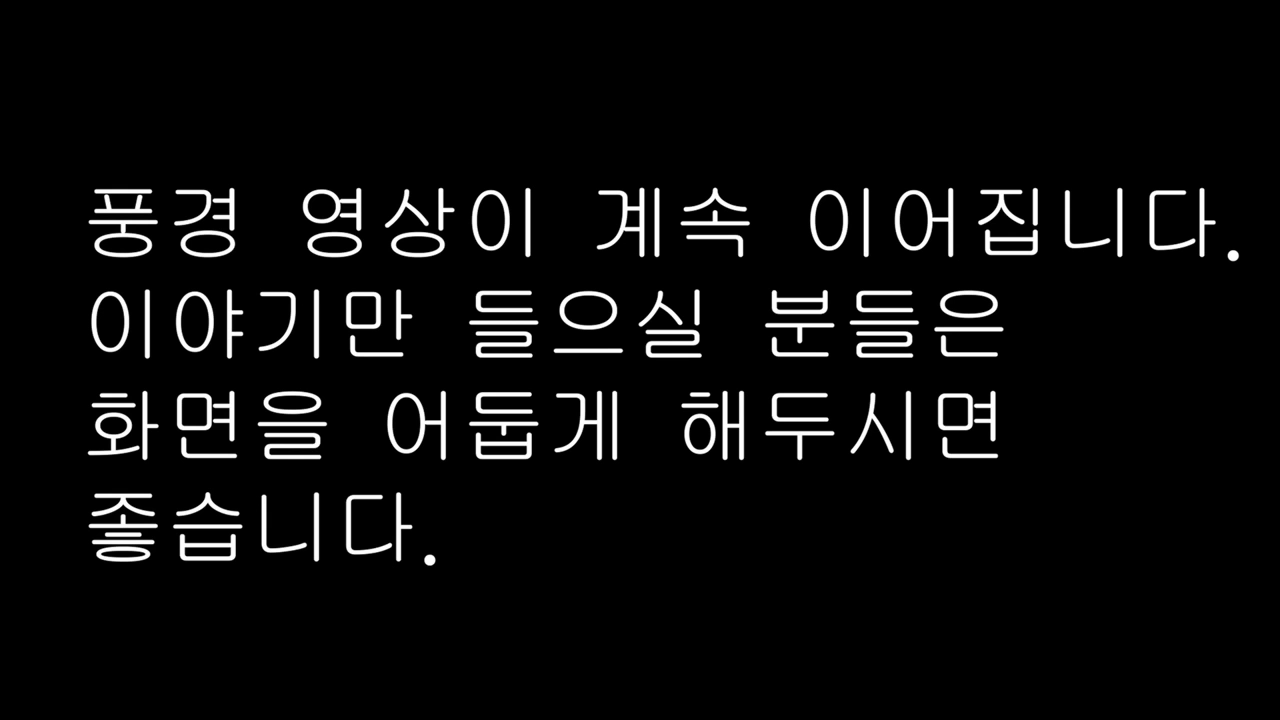 풍경 영상이 계속 이어집니다.
이야기만 들으실 분들은
화면을 어둡게 해두시면
좋습니다.